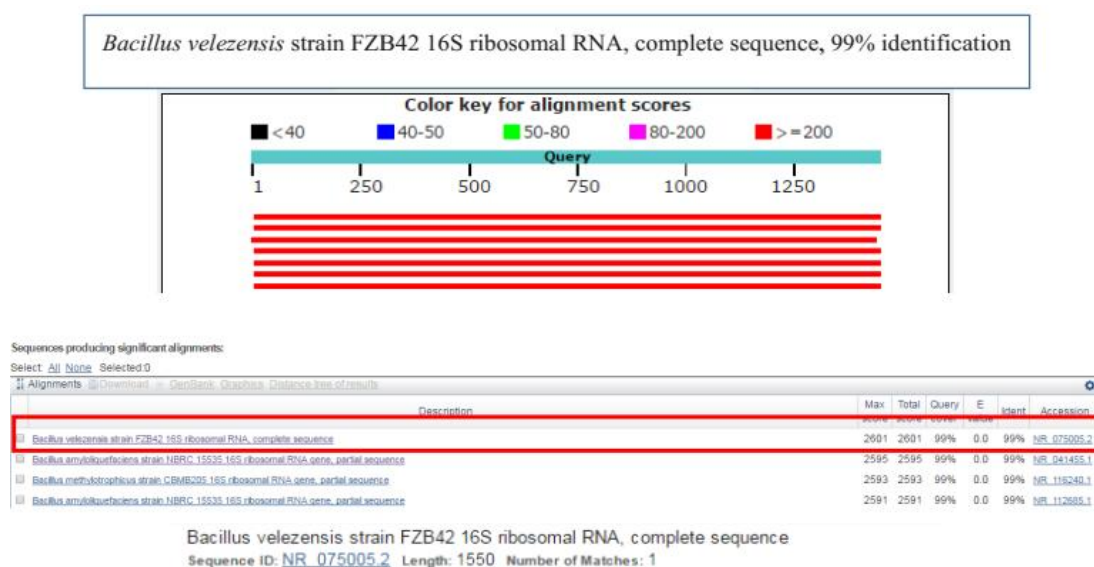 Bacillus velezensis strain FZB42 16S ribosomal RNA, complete sequence, 99% identification
Color key for alignment scores
<40 40-50 50-80 80-200 >=200
Query
1 250 500 750 1000 1250
Sequences producing significant alignments:
Select: All None Selected:0
Alignments Download GenBank Graphics Distance tree of results
Description Max score Total score Query cover E value Ident Accession
Bacillus velezensis strain FZB42 16S ribosomal RNA, complete sequence 2601 2601 99% 0.0 99% NR_075005.2
Bacillus amyloliquefaciens strain NBRC 15535 16S ribosomal RNA gene, partial sequence 2595 2595 99% 0.0 99% NR_041455.1
Bacillus methylotrophicus strain CBMB205 16S ribosomal RNA gene, partial sequence 2593 2593 99% 0.0 99% NR_116240.1
Bacillus amyloliquefaciens strain NBRC 15535 16S ribosomal RNA gene, partial sequence 2591 2591 99% 0.0 99% NR_112685.1
Bacillus velezensis strain FZB42 16S ribosomal RNA, complete sequence
Sequence ID: NR_075005.2 Length: 1550 Number of Matches: 1